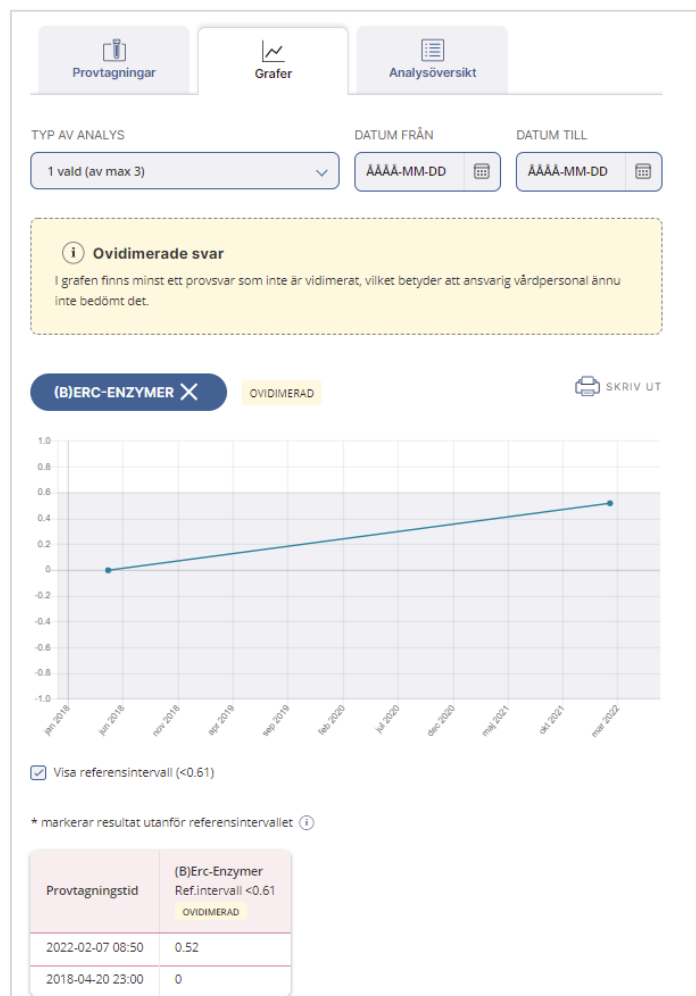 Provtagningar
Grafer
Analysöversikt
TYP AV ANALYS
DATUM FRÅN
DATUM TILL
1 vald (av max 3)
ÅÅÅÅ-MM-DD
ÅÅÅÅ-MM-DD
i Ovidimerade svar
I grafen finns minst ett provsvar som inte är vidimerat, vilket betyder att ansvarig vårdpersonal ännu
inte bedömt det.
(B)ERC-ENZYMER
OVIDIMERAD
SKRIV UT
1.0
0.8
0.6
0.4
0.2
0
-0.2
-0.4
-0.6
-0.8
-1.0
jan 2018
jun 2018
nov 2018
apr 2019
sep 2019
feb 2020
jul 2020
dec 2020
maj 2021
okt 2021
mar 2022
Visa referensintervall (<0.61)
* markerar resultat utanför referensintervallet i
Provtagningstid
(B)Erc-Enzymer
Ref.intervall <0.61
OVIDIMERAD
2022-02-07 08:50 0.52
2018-04-20 23:00 0